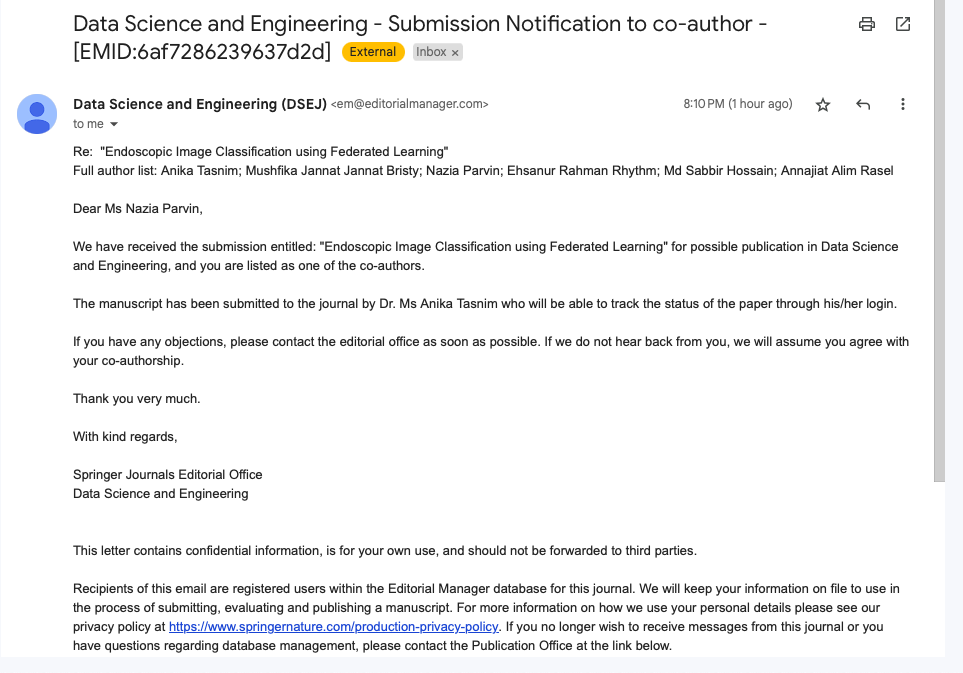 Data Science and Engineering - Submission Notification to co-author -
[EMID:6af7286239637d2d] External Inbox ×
Data Science and Engineering (DSEJ) <em@editorialmanager.com> 8:10 PM (1 hour ago)
to me
Re: "Endoscopic Image Classification using Federated Learning"
Full author list: Anika Tasnim; Mushfika Jannat Jannat Bristy; Nazia Parvin; Ehsanur Rahman Rhythm; Md Sabbir Hossain; Annajiat Alim Rasel
Dear Ms Nazia Parvin,
We have received the submission entitled: "Endoscopic Image Classification using Federated Learning" for possible publication in Data Science
and Engineering, and you are listed as one of the co-authors.
The manuscript has been submitted to the journal by Dr. Ms Anika Tasnim who will be able to track the status of the paper through his/her login.
If you have any objections, please contact the editorial office as soon as possible. If we do not hear back from you, we will assume you agree with
your co-authorship.
Thank you very much.
With kind regards,
Springer Journals Editorial Office
Data Science and Engineering
This letter contains confidential information, is for your own use, and should not be forwarded to third parties.
Recipients of this email are registered users within the Editorial Manager database for this journal. We will keep your information on file to use in
the process of submitting, evaluating and publishing a manuscript. For more information on how we use your personal details please see our
privacy policy at https://www.springernature.com/production-privacy-policy. If you no longer wish to receive messages from this journal or you
have questions regarding database management, please contact the Publication Office at the link below.